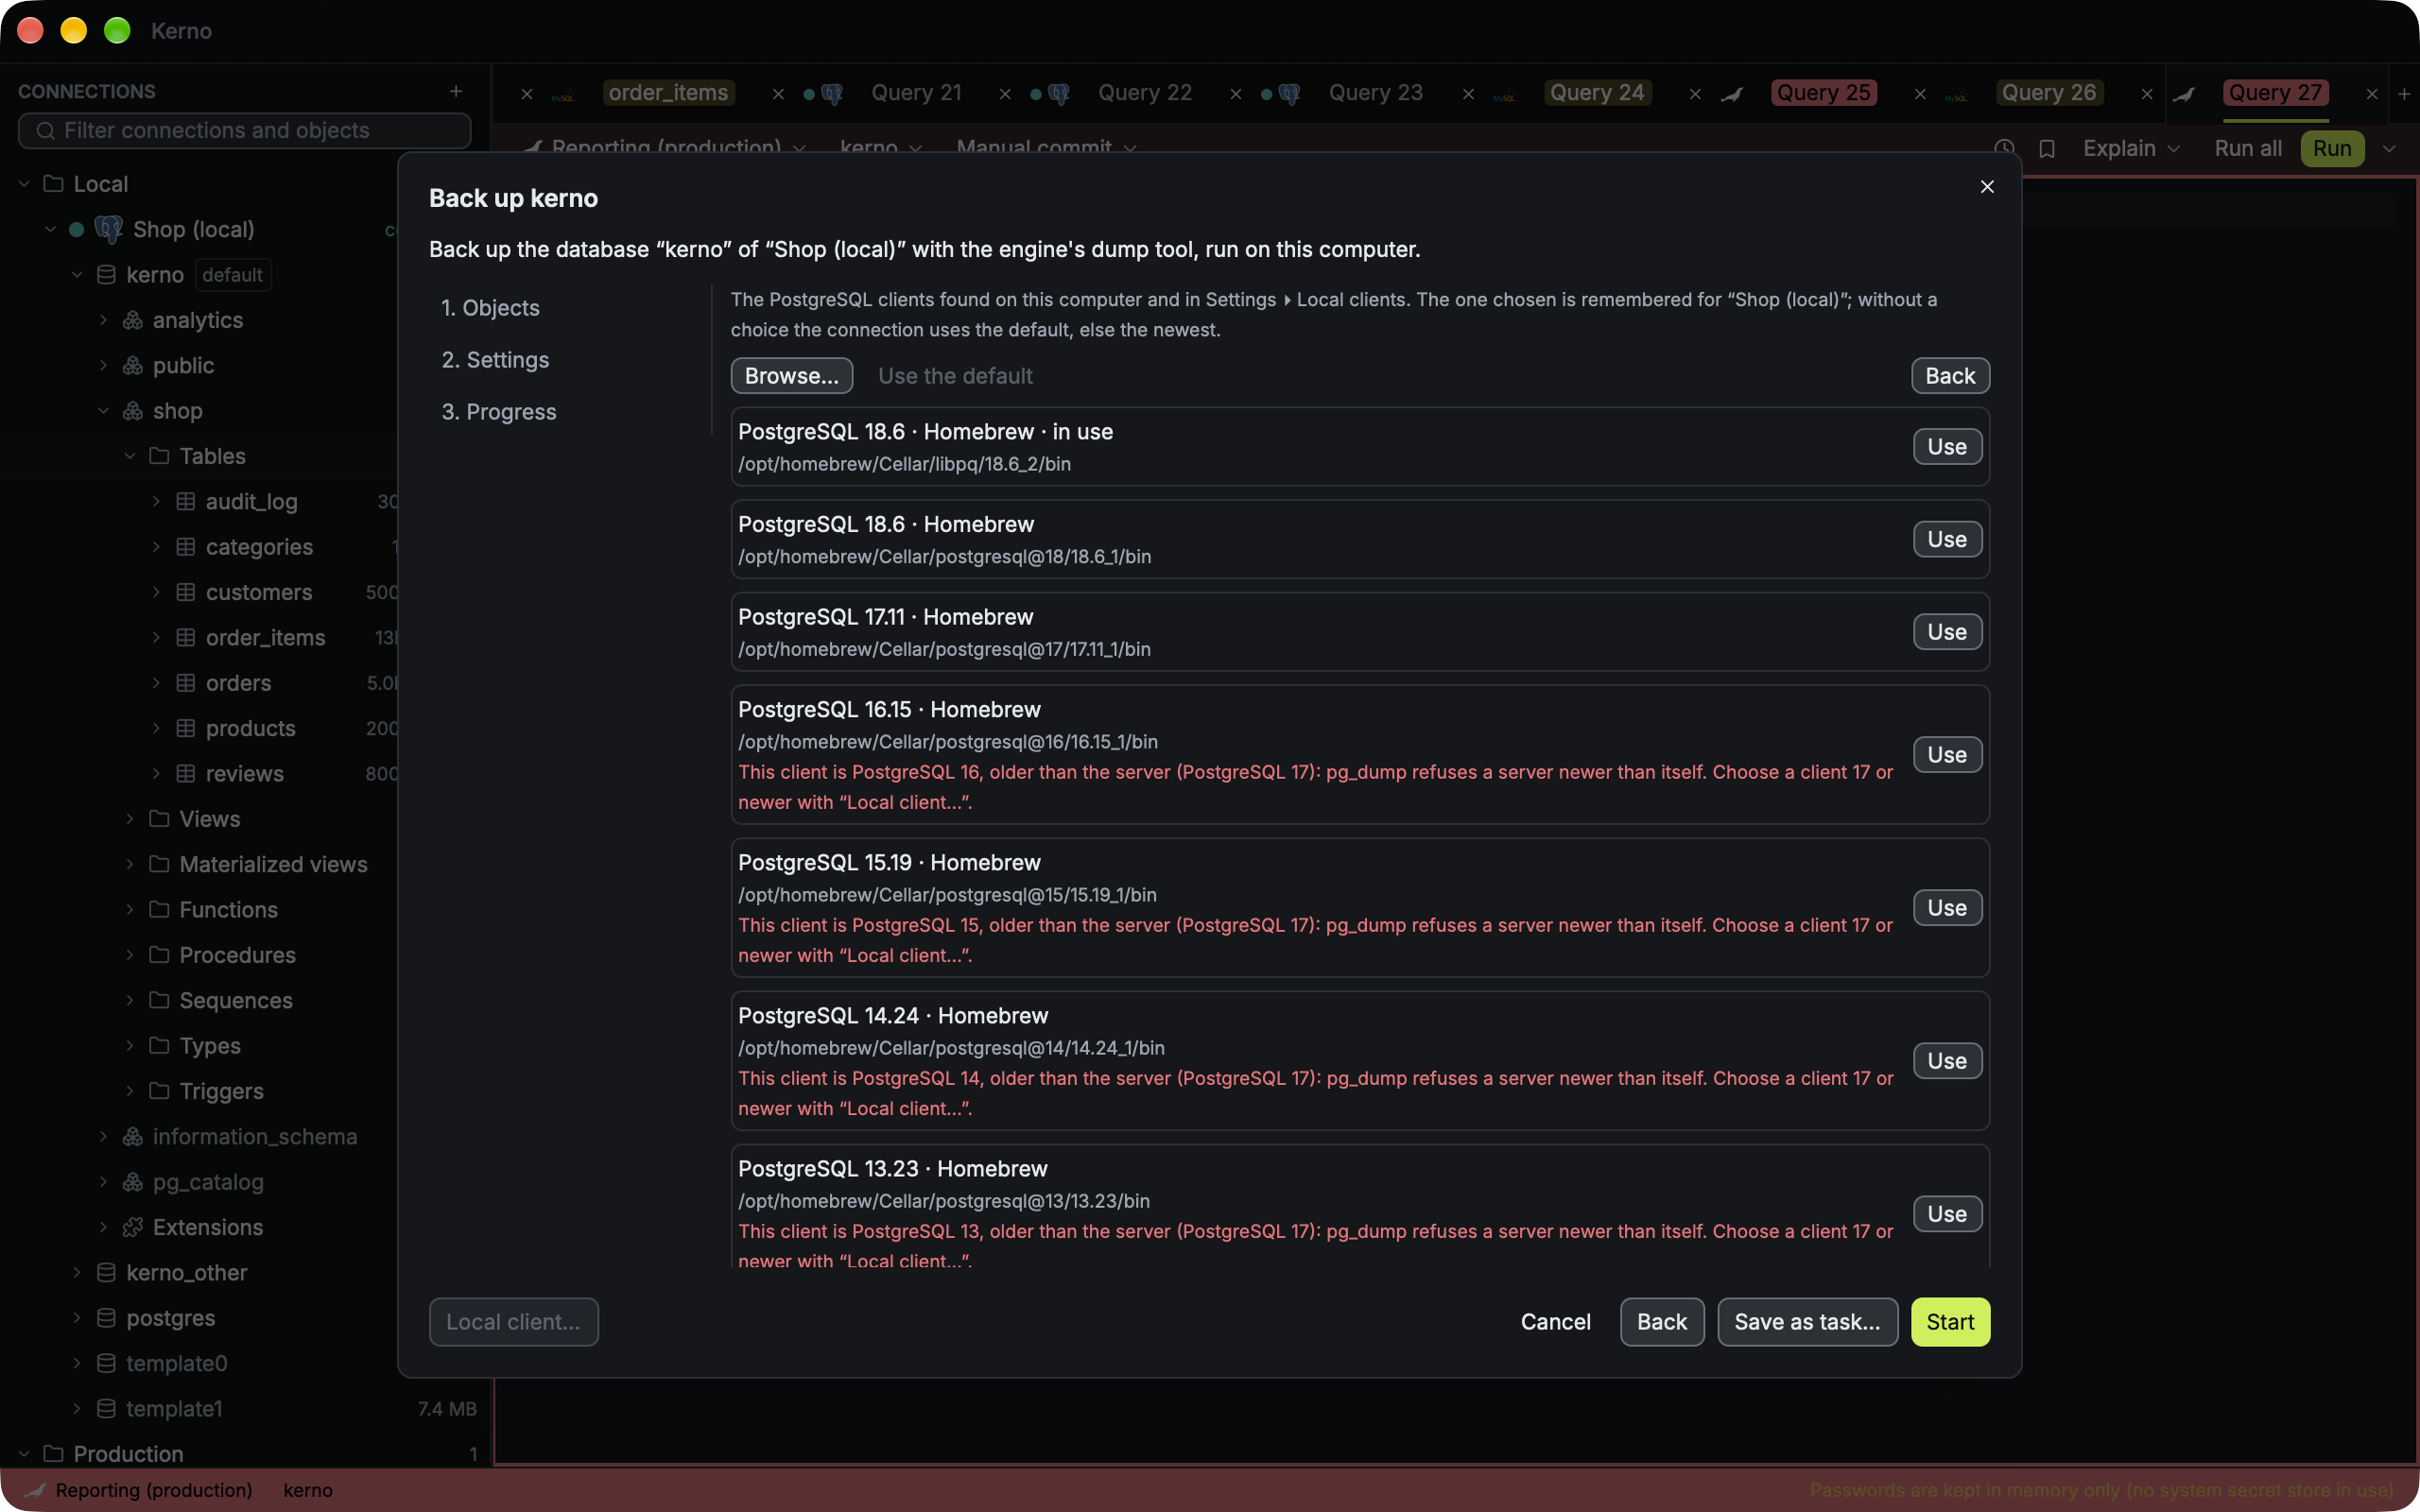 Kerno
CONNECTIONS
Filter connections and objects
Local
Shop (local)
kerno default
analytics
public
shop
Tables
audit_log
categories
customers 500
order_items
orders
products 200
reviews 800
Views
Materialized views
Functions
Procedures
Sequences
Types
Triggers
information_schema
pg_catalog
Extensions
kerno_other
postgres
template0
template1 7.4 MB
Production 1
order_items Query 21 Query 22 Query 23 Query 24 Query 25 Query 26 Query 27
Reporting (production) kerno Manual commit Explain Run all Run
Back up kerno
Back up the database “kerno” of “Shop (local)” with the engine's dump tool, run on this computer.
1. Objects
2. Settings
3. Progress
The PostgreSQL clients found on this computer and in Settings ▸ Local clients. The one chosen is remembered for “Shop (local)”; without a
choice the connection uses the default, else the newest.
Browse... Use the default Back
PostgreSQL 18.6 · Homebrew · in use
/opt/homebrew/Cellar/libpq/18.6_2/bin
Use
PostgreSQL 18.6 · Homebrew
/opt/homebrew/Cellar/postgresql@18/18.6_1/bin
Use
PostgreSQL 17.11 · Homebrew
/opt/homebrew/Cellar/postgresql@17/17.11_1/bin
Use
PostgreSQL 16.15 · Homebrew
/opt/homebrew/Cellar/postgresql@16/16.15_1/bin
This client is PostgreSQL 16, older than the server (PostgreSQL 17): pg_dump refuses a server newer than itself. Choose a client 17 or
newer with “Local client...”.
Use
PostgreSQL 15.19 · Homebrew
/opt/homebrew/Cellar/postgresql@15/15.19_1/bin
This client is PostgreSQL 15, older than the server (PostgreSQL 17): pg_dump refuses a server newer than itself. Choose a client 17 or
newer with “Local client...”.
Use
PostgreSQL 14.24 · Homebrew
/opt/homebrew/Cellar/postgresql@14/14.24_1/bin
This client is PostgreSQL 14, older than the server (PostgreSQL 17): pg_dump refuses a server newer than itself. Choose a client 17 or
newer with “Local client...”.
Use
PostgreSQL 13.23 · Homebrew
/opt/homebrew/Cellar/postgresql@13/13.23/bin
This client is PostgreSQL 13, older than the server (PostgreSQL 17): pg_dump refuses a server newer than itself. Choose a client 17 or
newer with “Local client...”.
Use
Local client... Cancel Back Save as task... Start
Reporting (production) kerno Passwords are kept in memory only (no system secret store in use)